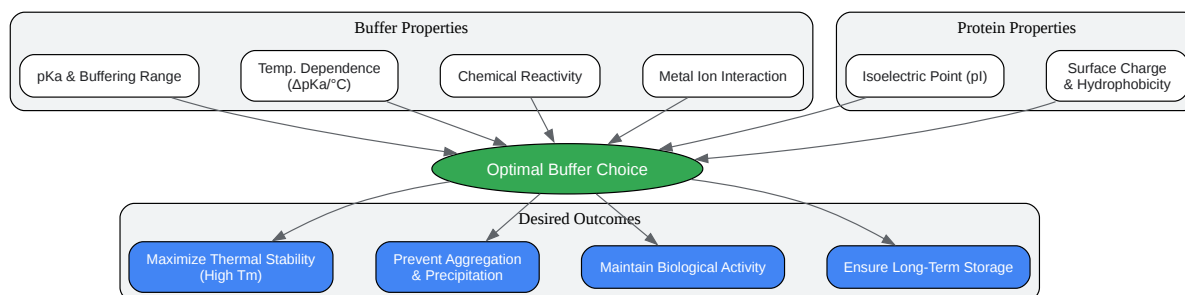 Buffer Properties
Protein Properties
pKa & Buffering Range
Temp. Dependence
(ΔpKa/°C)
Chemical Reactivity
Metal Ion Interaction
Isoelectric Point (pI)
Surface Charge
& Hydrophobicity
Optimal Buffer Choice
Desired Outcomes
Maximize Thermal Stability
(High Tm)
Prevent Aggregation
& Precipitation
Maintain Biological Activity
Ensure Long-Term Storage